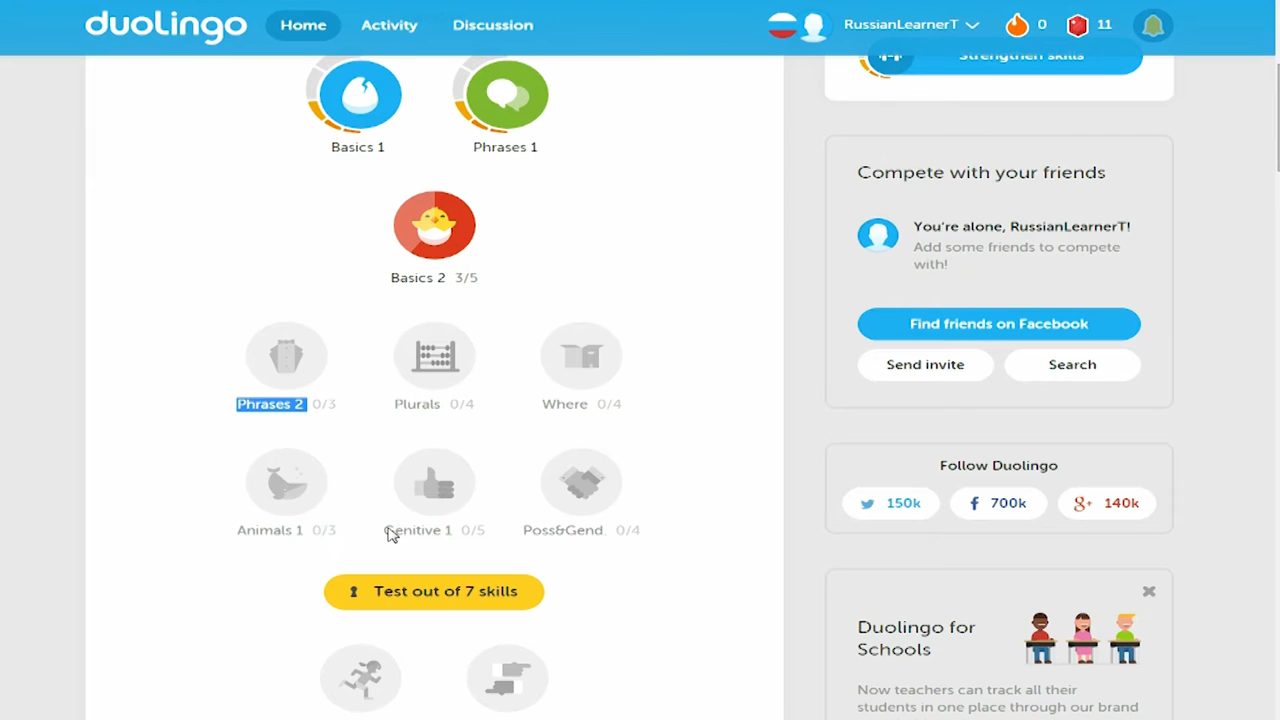 duolingo
Home
Activity
Discussion
RussianLearnerT
0
11
Strengthen skills
Basics 1
Phrases 1
Basics 2 3/5
Phrases 2 0/3
Plurals 0/4
Where 0/4
Animals 1 0/3
Genitive 1 0/5
Poss&Gend. 0/4
Test out of 7 skills
Compete with your friends
You're alone, RussianLearnerT!
Add some friends to compete
with!
Find friends on Facebook
Send invite
Search
Follow Duolingo
150k
700k
140k
Duolingo for
Schools
Now teachers can track all their
students in one place through our brand